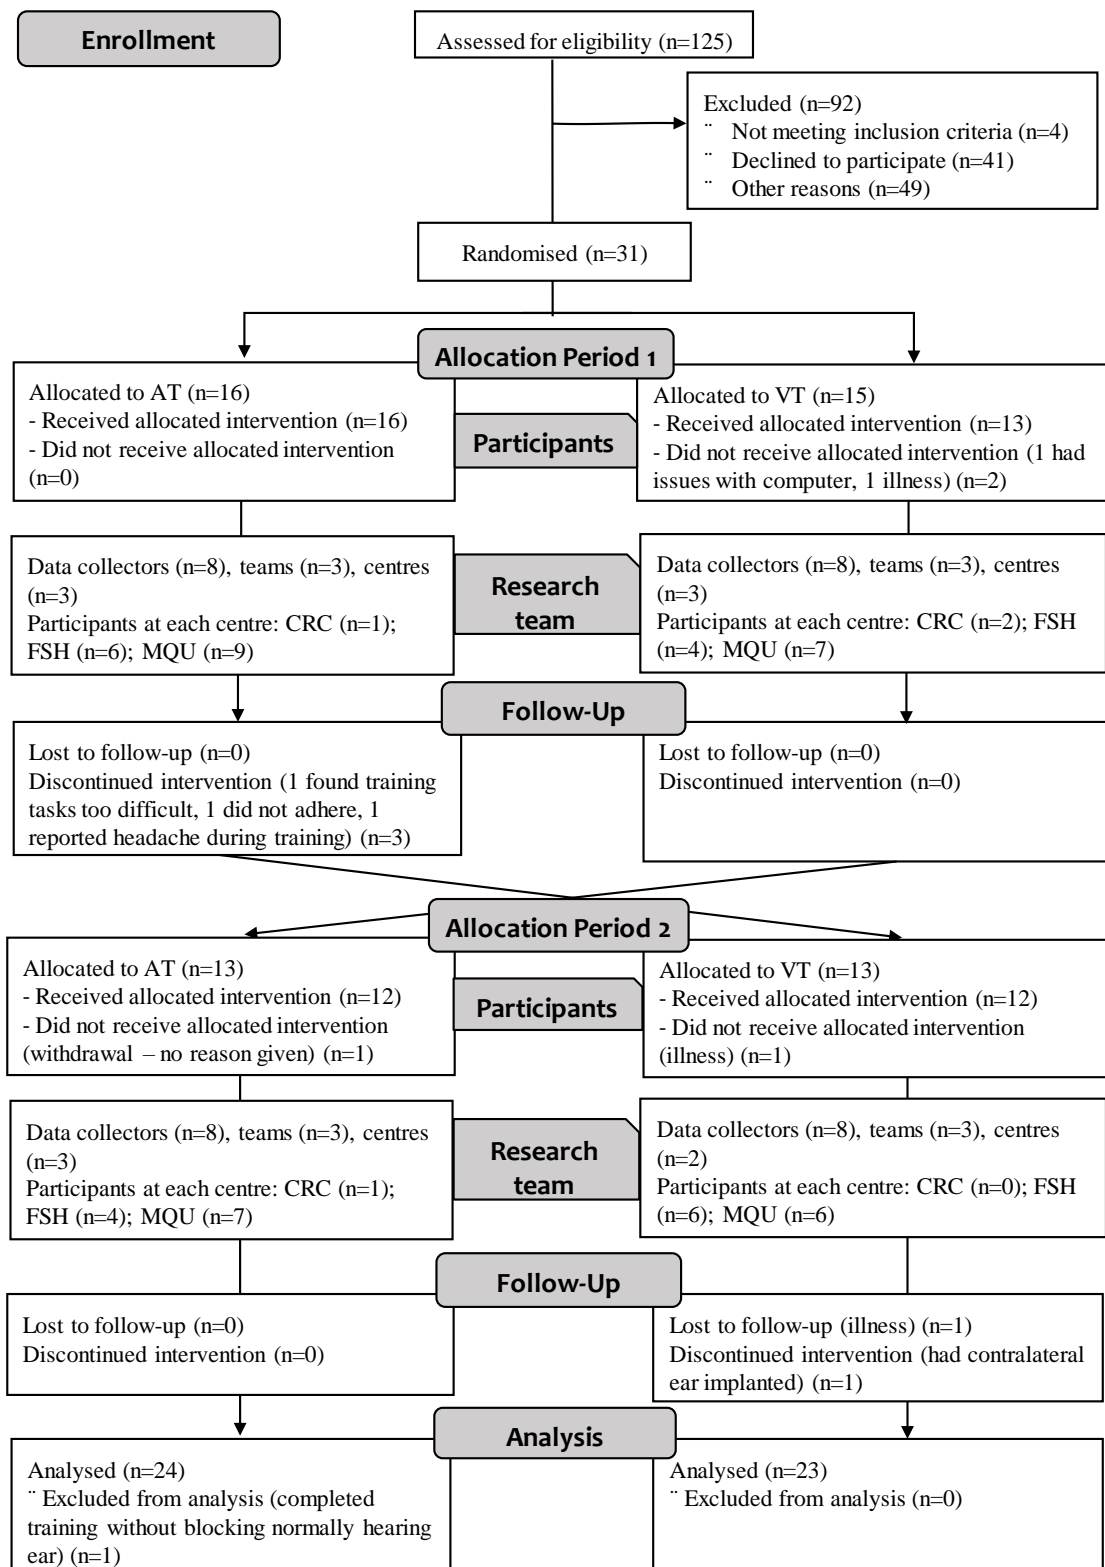 Enrollment
Assessed for eligibility (n=125)
Excluded (n=92)
¨ Not meeting inclusion criteria (n=4)
¨ Declined to participate (n=41)
¨ Other reasons (n=49)
Randomised (n=31)
Allocation Period 1
Allocated to AT (n=16)
- Received allocated intervention (n=16)
- Did not receive allocated intervention
(n=0)
Participants
Allocated to VT (n=15)
- Received allocated intervention (n=13)
- Did not receive allocated intervention (1 had
issues with computer, 1 illness) (n=2)
Data collectors (n=8), teams (n=3), centres
(n=3)
Participants at each centre: CRC (n=1);
FSH (n=6); MQU (n=9)
Research
team
Data collectors (n=8), teams (n=3), centres
(n=3)
Participants at each centre: CRC (n=2); FSH
(n=4); MQU (n=7)
Follow-Up
Lost to follow-up (n=0)
Discontinued intervention (1 found training
tasks too difficult, 1 did not adhere, 1
reported headache during training) (n=3)
Lost to follow-up (n=0)
Discontinued intervention (n=0)
Allocation Period 2
Allocated to AT (n=13)
- Received allocated intervention (n=12)
- Did not receive allocated intervention
(withdrawal – no reason given) (n=1)
Participants
Allocated to VT (n=13)
- Received allocated intervention (n=12)
- Did not receive allocated intervention
(illness) (n=1)
Data collectors (n=8), teams (n=3), centres
(n=3)
Participants at each centre: CRC (n=1);
FSH (n=4); MQU (n=7)
Research
team
Data collectors (n=8), teams (n=3), centres
(n=2)
Participants at each centre: CRC (n=0); FSH
(n=6); MQU (n=6)
Follow-Up
Lost to follow-up (n=0)
Discontinued intervention (n=0)
Lost to follow-up (illness) (n=1)
Discontinued intervention (had contralateral
ear implanted) (n=1)
Analysis
Analysed (n=24)
¨ Excluded from analysis (completed
training without blocking normally hearing
ear) (n=1)
Analysed (n=23)
¨ Excluded from analysis (n=0)